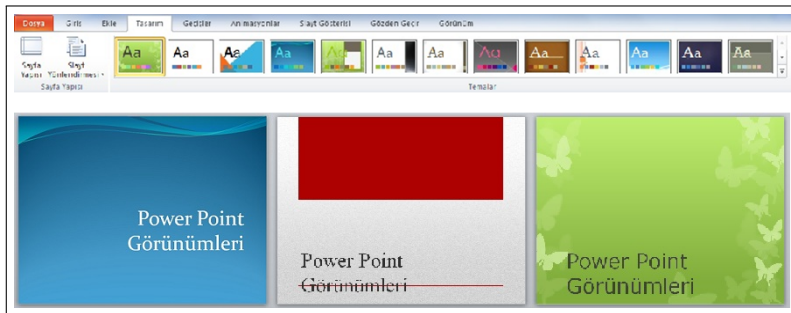 Dosya Giriş Ekle Tasarım Geçişler Animasyonlar Slayt Gösterisi Gözden Geçir Görünüm
Aa Aa Aa Aa Aa Aa Aa Aa Aa Aa Aa Aa Aa
Sayfa Yapısı Slayt Yönlendirmesi
Sayfa Yapısı Temalar
Power Point
Görünümleri
Power Point
Görünümleri
Power Point
Görünümleri